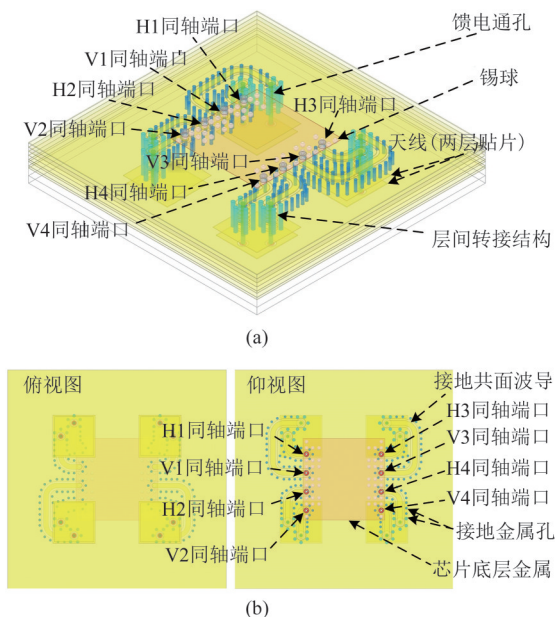 H1同轴端口
馈电通孔
V1同轴端口
H2同轴端口
H3同轴端口
V2同轴端口
锡球
V3同轴端口
天线(两层贴片)
H4同轴端口
V4同轴端口
层间转接结构
(a)
俯视图
仰视图
接地共面波导
H1同轴端口
H3同轴端口
V1同轴端口
V3同轴端口
H2同轴端口
H4同轴端口
V2同轴端口
V4同轴端口
接地金属孔
芯片底层金属
(b)